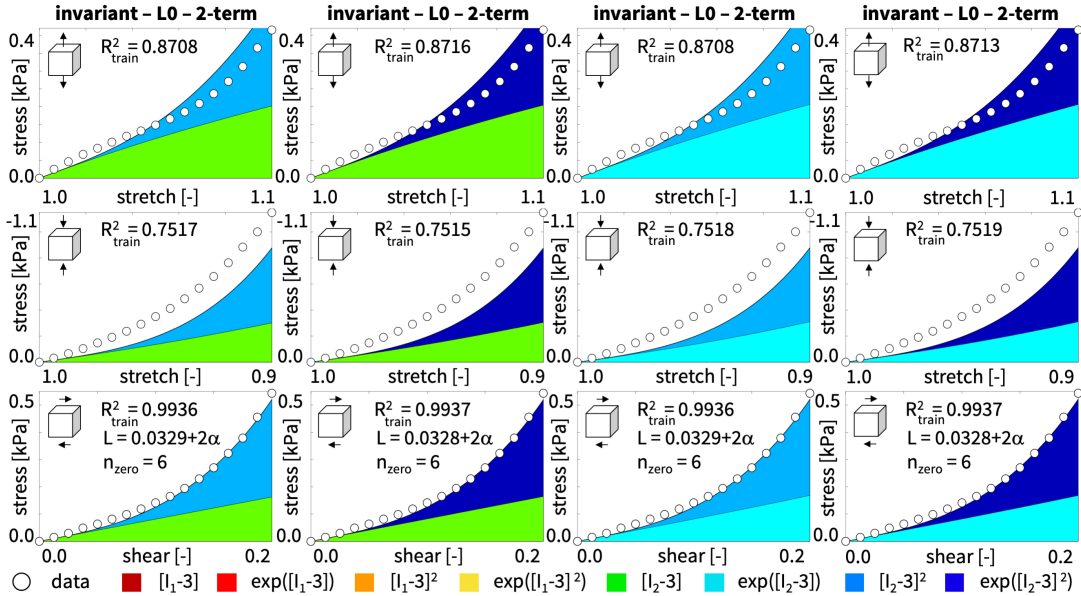 invariant – L0 – 2-term invariant – L0 – 2-term invariant – L0 – 2-term invariant – L0 – 2-term
0.4 R²train = 0.8708 0.4 R²train = 0.8716 0.4 R²train = 0.8708 0.4 R²train = 0.8713
stress [kPa] stress [kPa] stress [kPa] stress [kPa]
0.0 0.0 0.0 0.0
1.0 stretch [-] 1.1 1.0 stretch [-] 1.1 1.0 stretch [-] 1.1 1.0 stretch [-] 1.1
-1.1 R²train = 0.7517 -1.1 R²train = 0.7515 -1.1 R²train = 0.7518 -1.1 R²train = 0.7519
stress [kPa] stress [kPa] stress [kPa] stress [kPa]
0.0 0.0 0.0 0.0
1.0 stretch [-] 0.9 1.0 stretch [-] 0.9 1.0 stretch [-] 0.9 1.0 stretch [-] 0.9
0.5 R²train = 0.9936 0.5 R²train = 0.9937 0.5 R²train = 0.9936 0.5 R²train = 0.9937
L = 0.0329+2α L = 0.0328+2α L = 0.0329+2α L = 0.0328+2α
nzero = 6 nzero = 6 nzero = 6 nzero = 6
stress [kPa] stress [kPa] stress [kPa] stress [kPa]
0.0 0.0 0.0 0.0
0.0 shear [-] 0.2 0.0 shear [-] 0.2 0.0 shear [-] 0.2 0.0 shear [-] 0.2
data [I₁-3] exp([I₁-3]) [I₁-3]² exp([I₁-3]²) [I₂-3] exp([I₂-3]) [I₂-3]² exp([I₂-3]²)